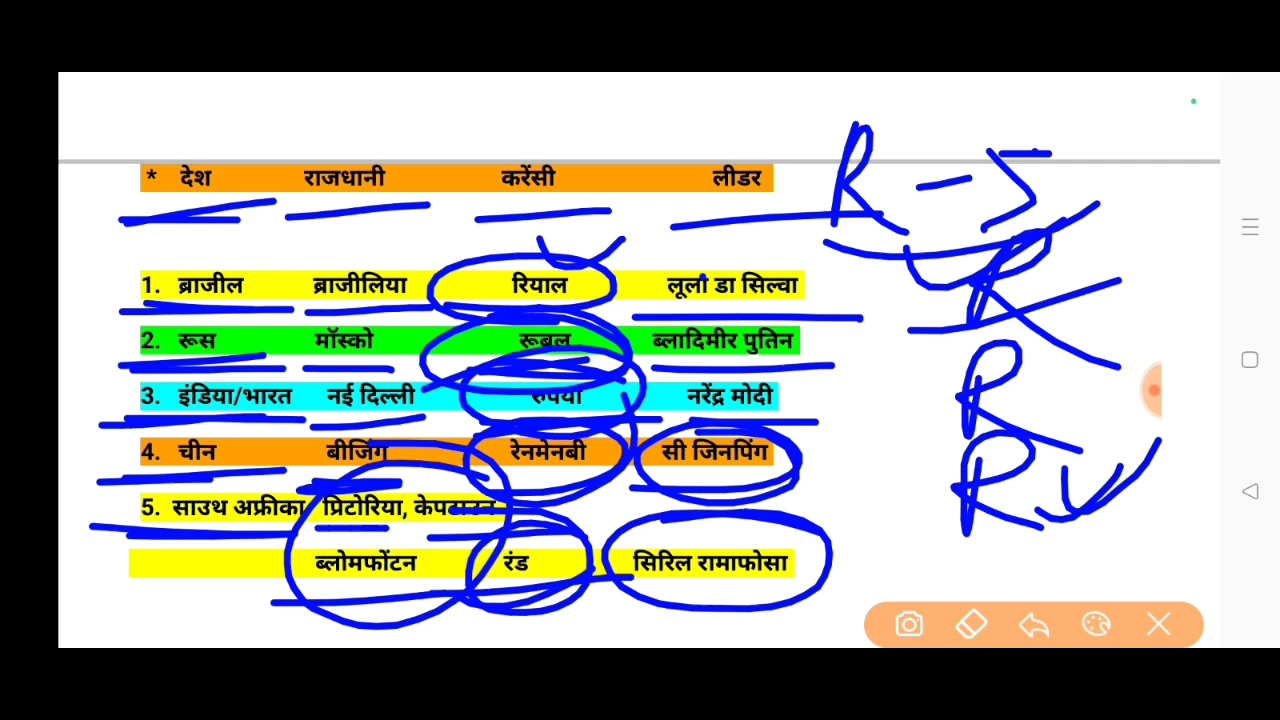 * देश राजधानी करेंसी लीडर
1. ब्राजील ब्राजीलिया रियाल लूला डा सिल्वा
2. रूस मॉस्को रूबल ब्लादिमीर पुतिन
3. इंडिया/भारत नई दिल्ली रुपया नरेंद्र मोदी
4. चीन बीजिंग रेनमेनबी सी जिनपिंग
5. साउथ अफ्रीका प्रिटोरिया, केपटाउन
ब्लोमफोंटन रंड सिरिल रामाफोसा
R - 5
R
R
R